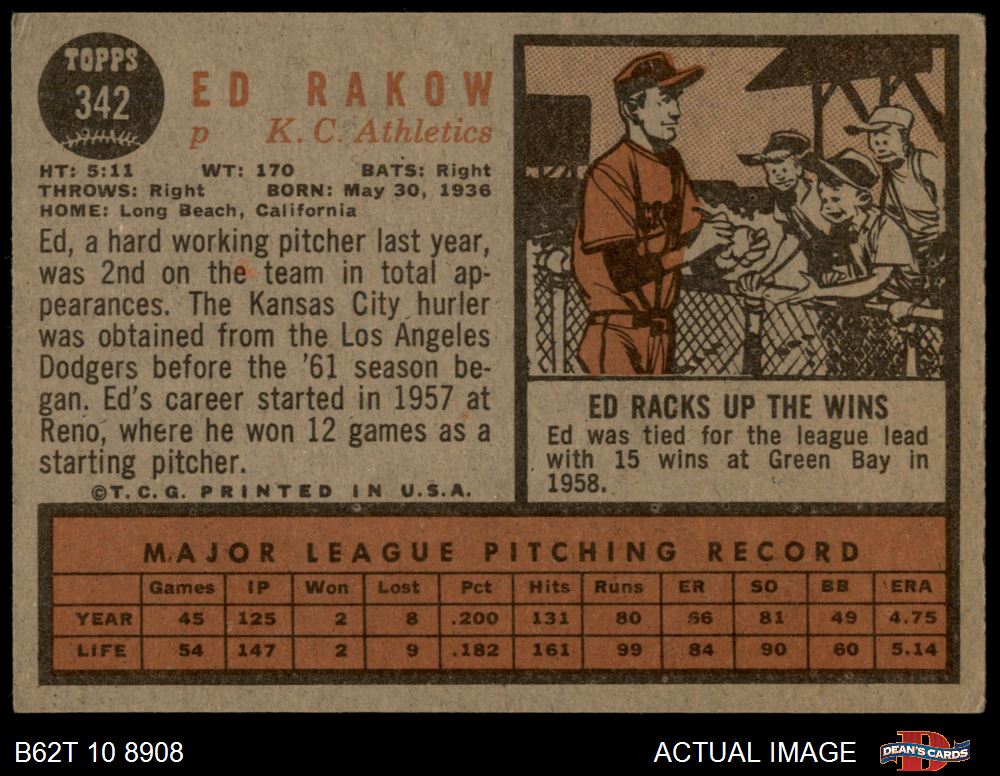 TOPPS
342
ED RAKOW
p K. C. Athletics
HT: 5:11 WT: 170 BATS: Right
THROWS: Right BORN: May 30, 1936
HOME: Long Beach, California
Ed, a hard working pitcher last year,
was 2nd on the team in total ap-
pearances. The Kansas City hurler
was obtained from the Los Angeles
Dodgers before the '61 season be-
gan. Ed's career started in 1957 at
Reno, where he won 12 games as a
starting pitcher.
©T.C.G. PRINTED IN U.S.A.
ED RACKS UP THE WINS
Ed was tied for the league lead
with 15 wins at Green Bay in
1958.
MAJOR LEAGUE PITCHING RECORD
Games IP Won Lost Pct Hits Runs ER SO BB ERA
YEAR 45 125 2 8 .200 131 80 66 81 49 4.75
LIFE 54 147 2 9 .182 161 99 84 90 60 5.14
B62T 10 8908
ACTUAL IMAGE
DEAN'S CARDS